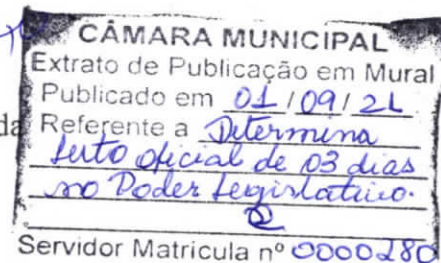 CÂMARA MUNICIPAL
Extrato de Publicação em Mural
Publicado em 01/09/21
da Referente a Determina
luto oficial de 03 dias
no Poder Legislativo.
Servidor Matricula nº 0000280